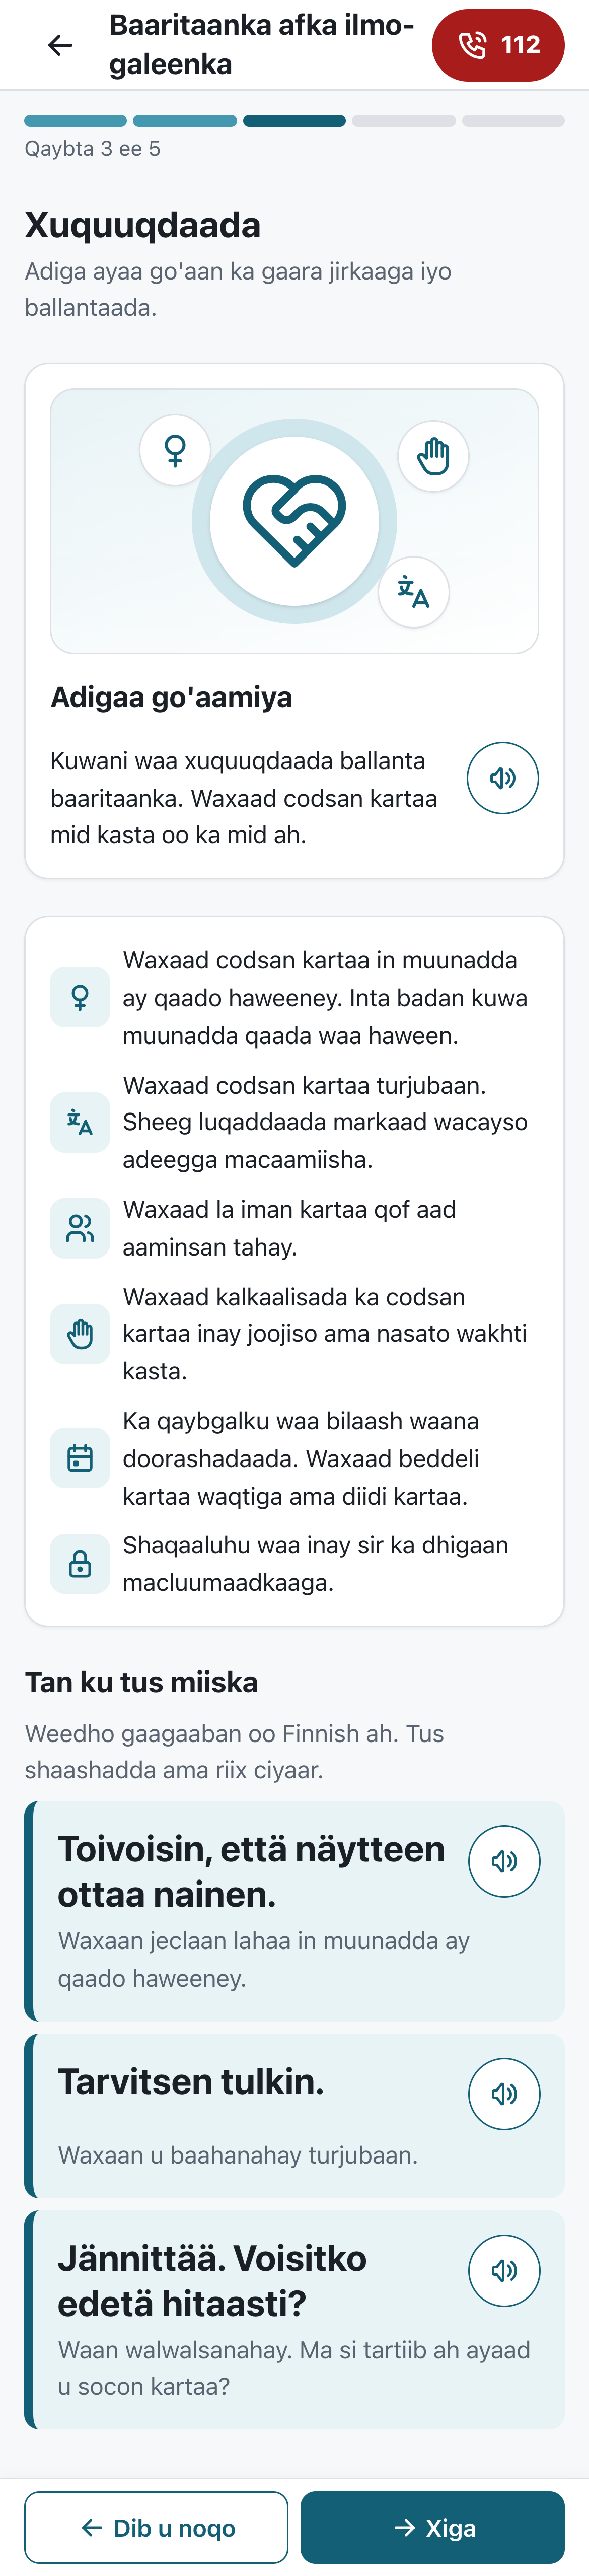 Baaritaanka afka ilmo-
galeenka
112
Qaybta 3 ee 5
Xuquuqdaada
Adiga ayaa go'aan ka gaara jirkaaga iyo
ballantaada.
Adigaa go'aamiya
Kuwani waa xuquuqdaada ballanta
baaritaanka. Waxaad codsan kartaa
mid kasta oo ka mid ah.
Waxaad codsan kartaa in muunadda
ay qaado haweeney. Inta badan kuwa
muunadda qaada waa haween.
Waxaad codsan kartaa turjubaan.
Sheeg luqaddaada markaad wacayso
adeegga macaamiisha.
Waxaad la iman kartaa qof aad
aaminsan tahay.
Waxaad kalkaalisada ka codsan
kartaa inay joojiso ama nasato wakhti
kasta.
Ka qaybgalku waa bilaash waana
doorashadaada. Waxaad beddeli
kartaa waqtiga ama diidi kartaa.
Shaqaaluhu waa inay sir ka dhigaan
macluumaadkaaga.
Tan ku tus miiska
Weedho gaagaaban oo Finnish ah. Tus
shaashadda ama riix ciyaar.
Toivoisin, että näytteen
ottaa nainen.
Waxaan jeclaan lahaa in muunadda ay
qaado haweeney.
Tarvitsen tulkin.
Waxaan u baahanahay turjubaan.
Jännittää. Voisitko
edetä hitaasti?
Waan walwalsanahay. Ma si tartiib ah ayaad
u socon kartaa?
Dib u noqo
Xiga